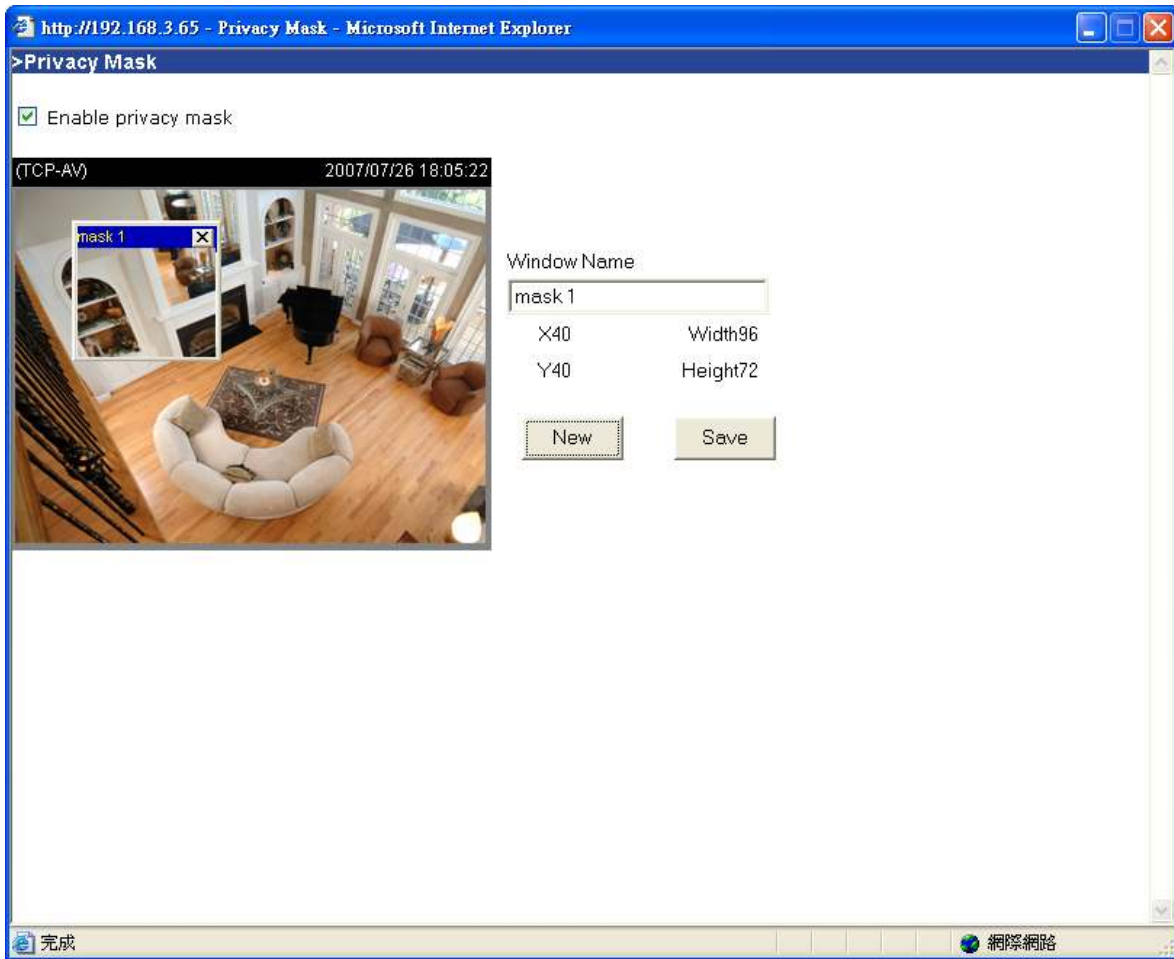 http://192.168.3.65 - Privacy Mask - Microsoft Internet Explorer
>Privacy Mask
Enable privacy mask
(TCP-AV) 2007/07/26 18:05:22
mask 1
Window Name
mask 1
X40 Width96
Y40 Height72
New Save
完成 網際網路